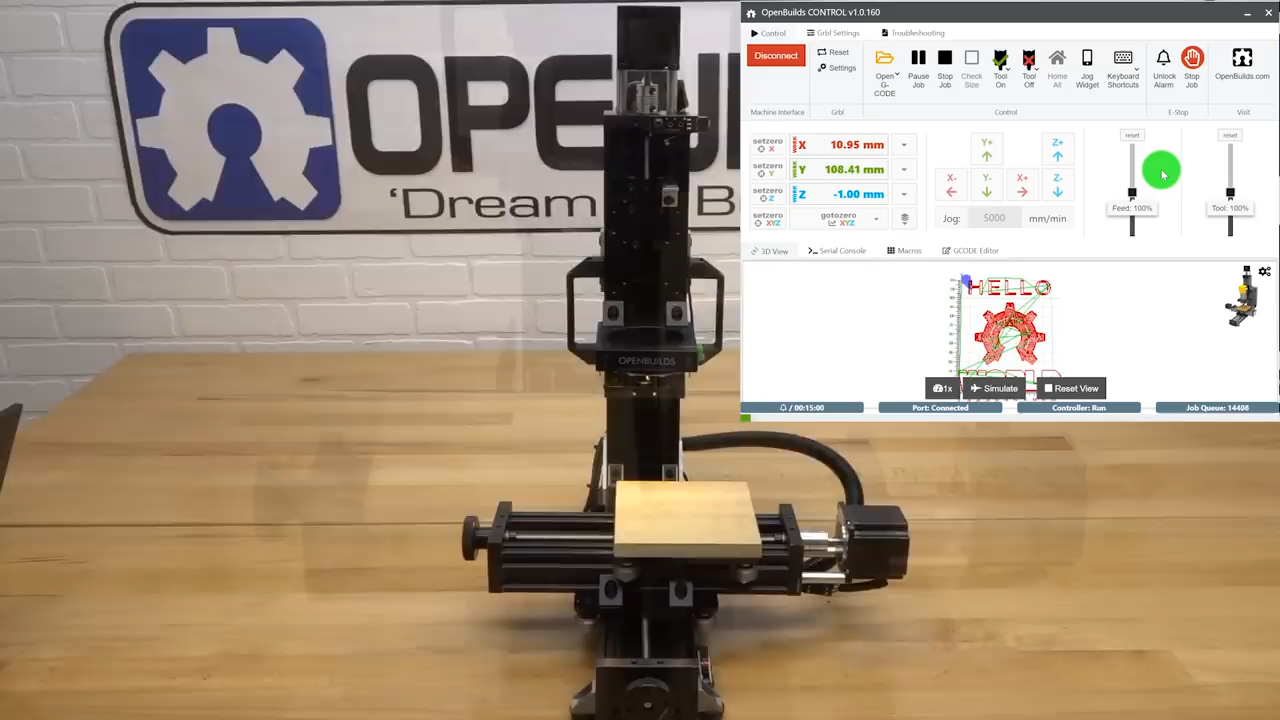 OPENBU
'Dream B
OPENBUILDS
OpenBuilds CONTROL v1.0.160
Control Grbl Settings Troubleshooting
Disconnect
Reset
Settings
Open G-CODE
Pause Job
Stop Job
Check Size
Tool On
Tool Off
Home All
Jog Widget
Keyboard Shortcuts
Unlock Alarm
Stop Job
OpenBuilds.com
Machine Interface Grbl Control E-Stop Visit
setzero X WORK X 10.95 mm
setzero Y WORK Y 108.41 mm
setzero Z WORK Z -1.00 mm
setzero XYZ gotozero XYZ
Y+ Z+
X- Y- X+ Z-
Jog: 5000 mm/min
reset reset
Feed: 100% Tool: 100%
3D View Serial Console Macros GCODE Editor
HELLO
1x Simulate Reset View
/ 00:15:00 Port: Connected Controller: Run Job Queue: 14408